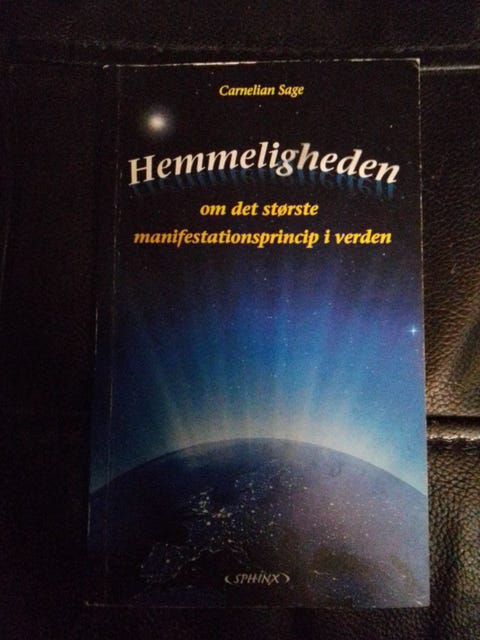 Carnelian Sage
Hemmeligheden
om det største
manifestationsprincip i verden
SPHINX